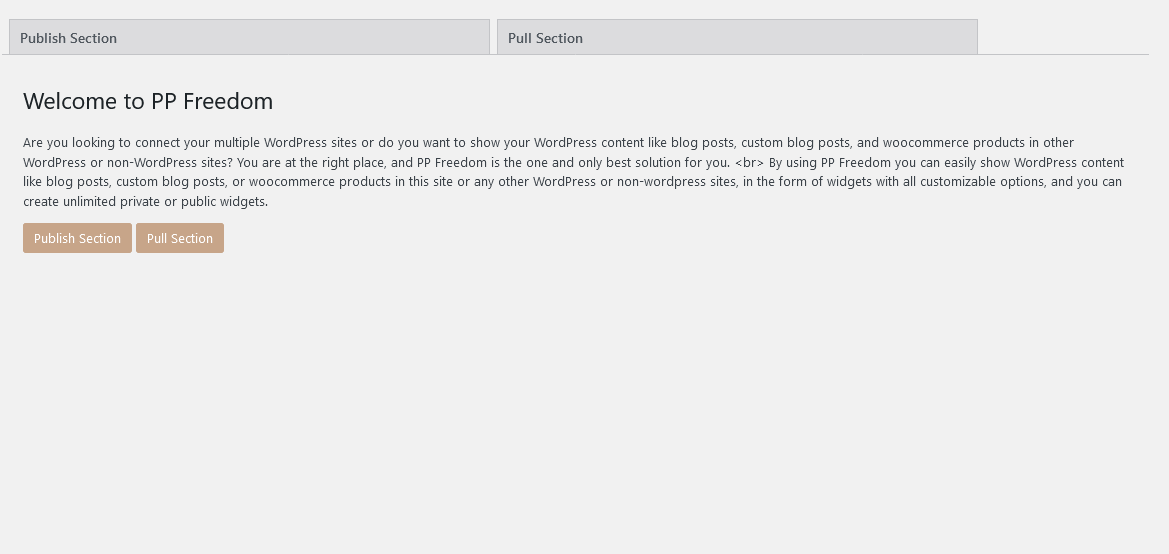 Publish Section
Pull Section
Welcome to PP Freedom
Are you looking to connect your multiple WordPress sites or do you want to show your WordPress content like blog posts, custom blog posts, and woocommerce products in other
WordPress or non-WordPress sites? You are at the right place, and PP Freedom is the one and only best solution for you. <br> By using PP Freedom you can easily show WordPress content
like blog posts, custom blog posts, or woocommerce products in this site or any other WordPress or non-wordpress sites, in the form of widgets with all customizable options, and you can
create unlimited private or public widgets.
Publish Section
Pull Section